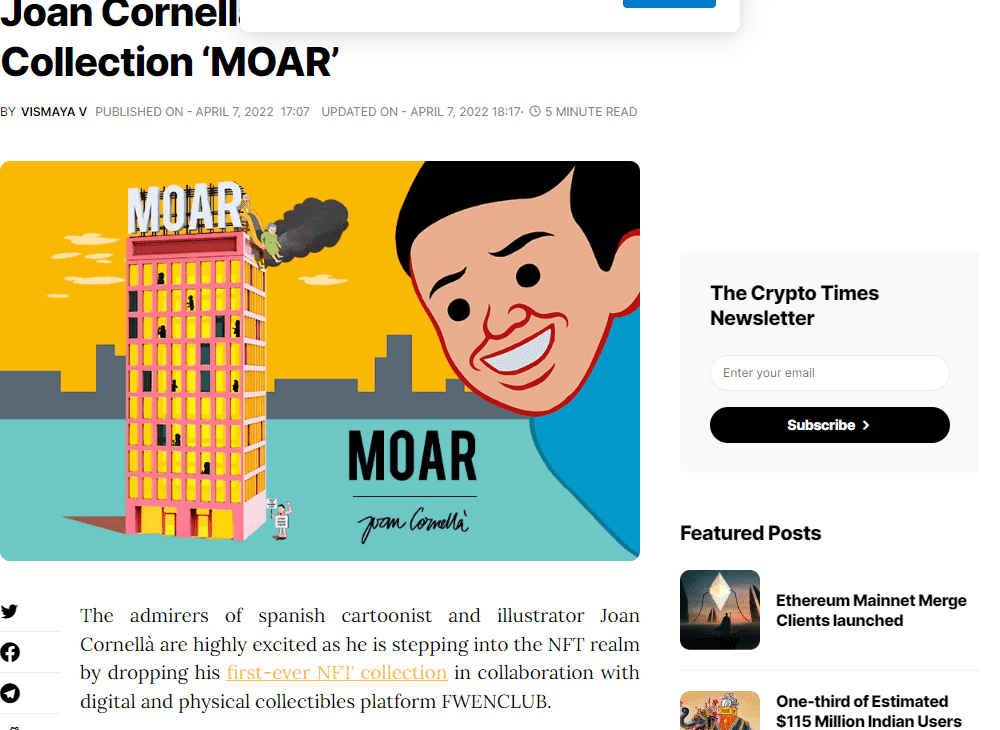 Joan Cornell
Collection ‘MOAR’
BY VISMAYA V PUBLISHED ON - APRIL 7, 2022 17:07 UPDATED ON - APRIL 7, 2022 18:17· 5 MINUTE READ
MOAR
MOAR
Joan Cornellà
The admirers of spanish cartoonist and illustrator Joan
Cornellà are highly excited as he is stepping into the NFT realm
by dropping his first-ever NFT collection in collaboration with
digital and physical collectibles platform FWENCLUB.
The Crypto Times
Newsletter
Enter your email
Subscribe
Featured Posts
Ethereum Mainnet Merge
Clients launched
One-third of Estimated
$115 Million Indian Users